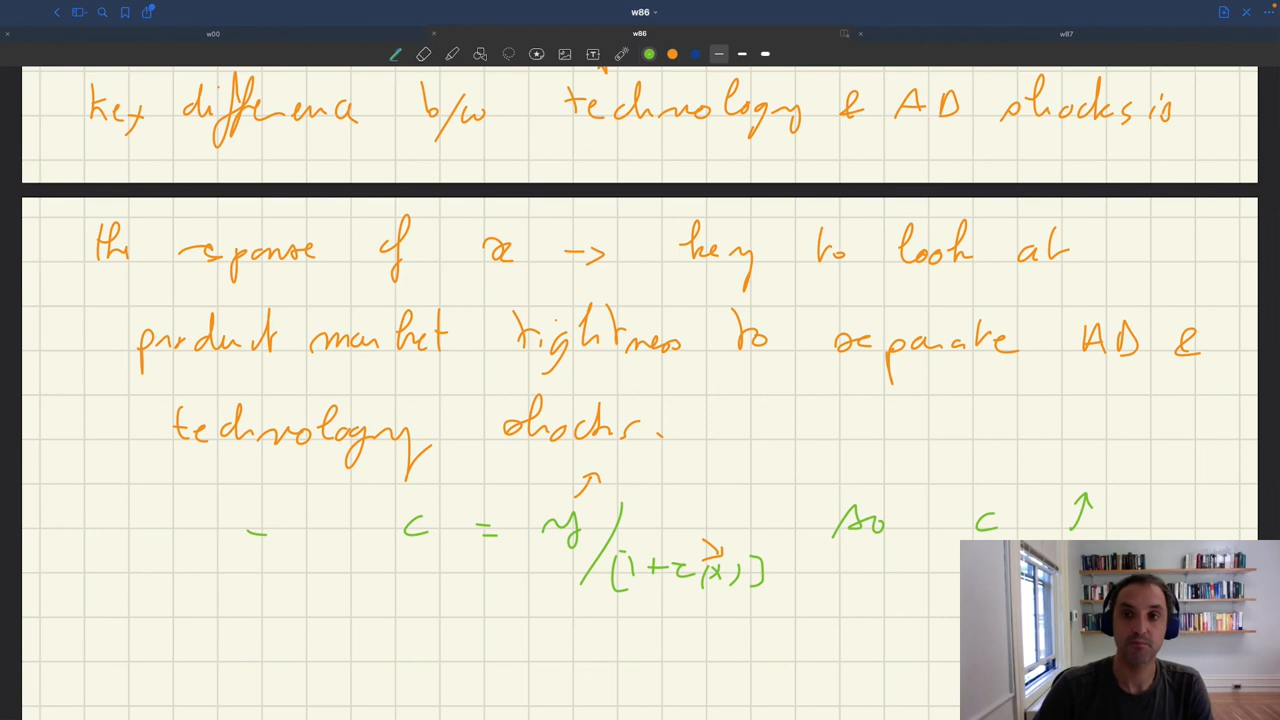 w86
w00
w86
w87
key difference b/w technology & AD shocks is
the response of x -> key to look at
product market tightness to separate AD &
technology shocks.
- c = y/[1+τ(x)] so c ↑